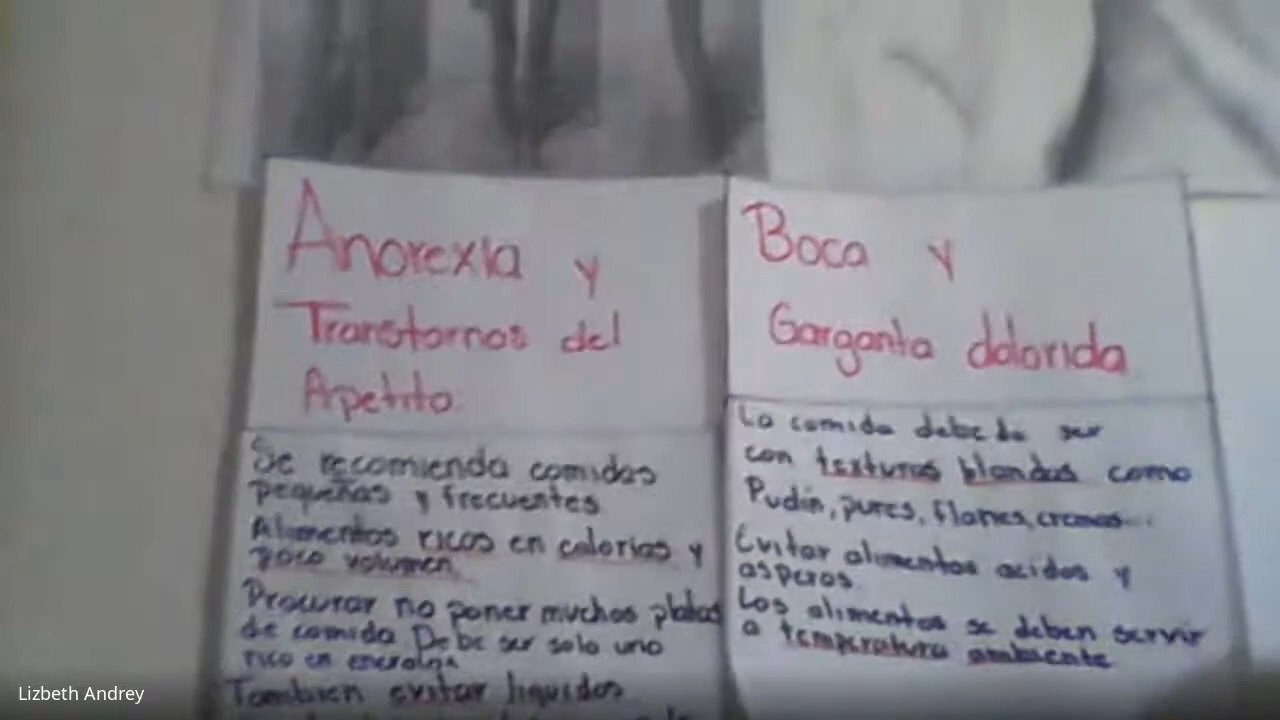 Anorexia y
Transtornos del
Apetito.
Se recomienda comidas
pequeñas y frecuentes
Alimentos ricos en calorías y
poco volumen
Procurar no poner muchos platos
de comida Debe ser solo uno
rico en energía
Tambien evitar liquidos
Boca y
Garganta dolorida
La comida debe de ser
con texturas blandas como
Pudín, pures, flanes, cremas...
Evitar alimentos acidos y
asperos.
Los alimentos se deben servir
a temperatura ambiente
Lizbeth Andrey